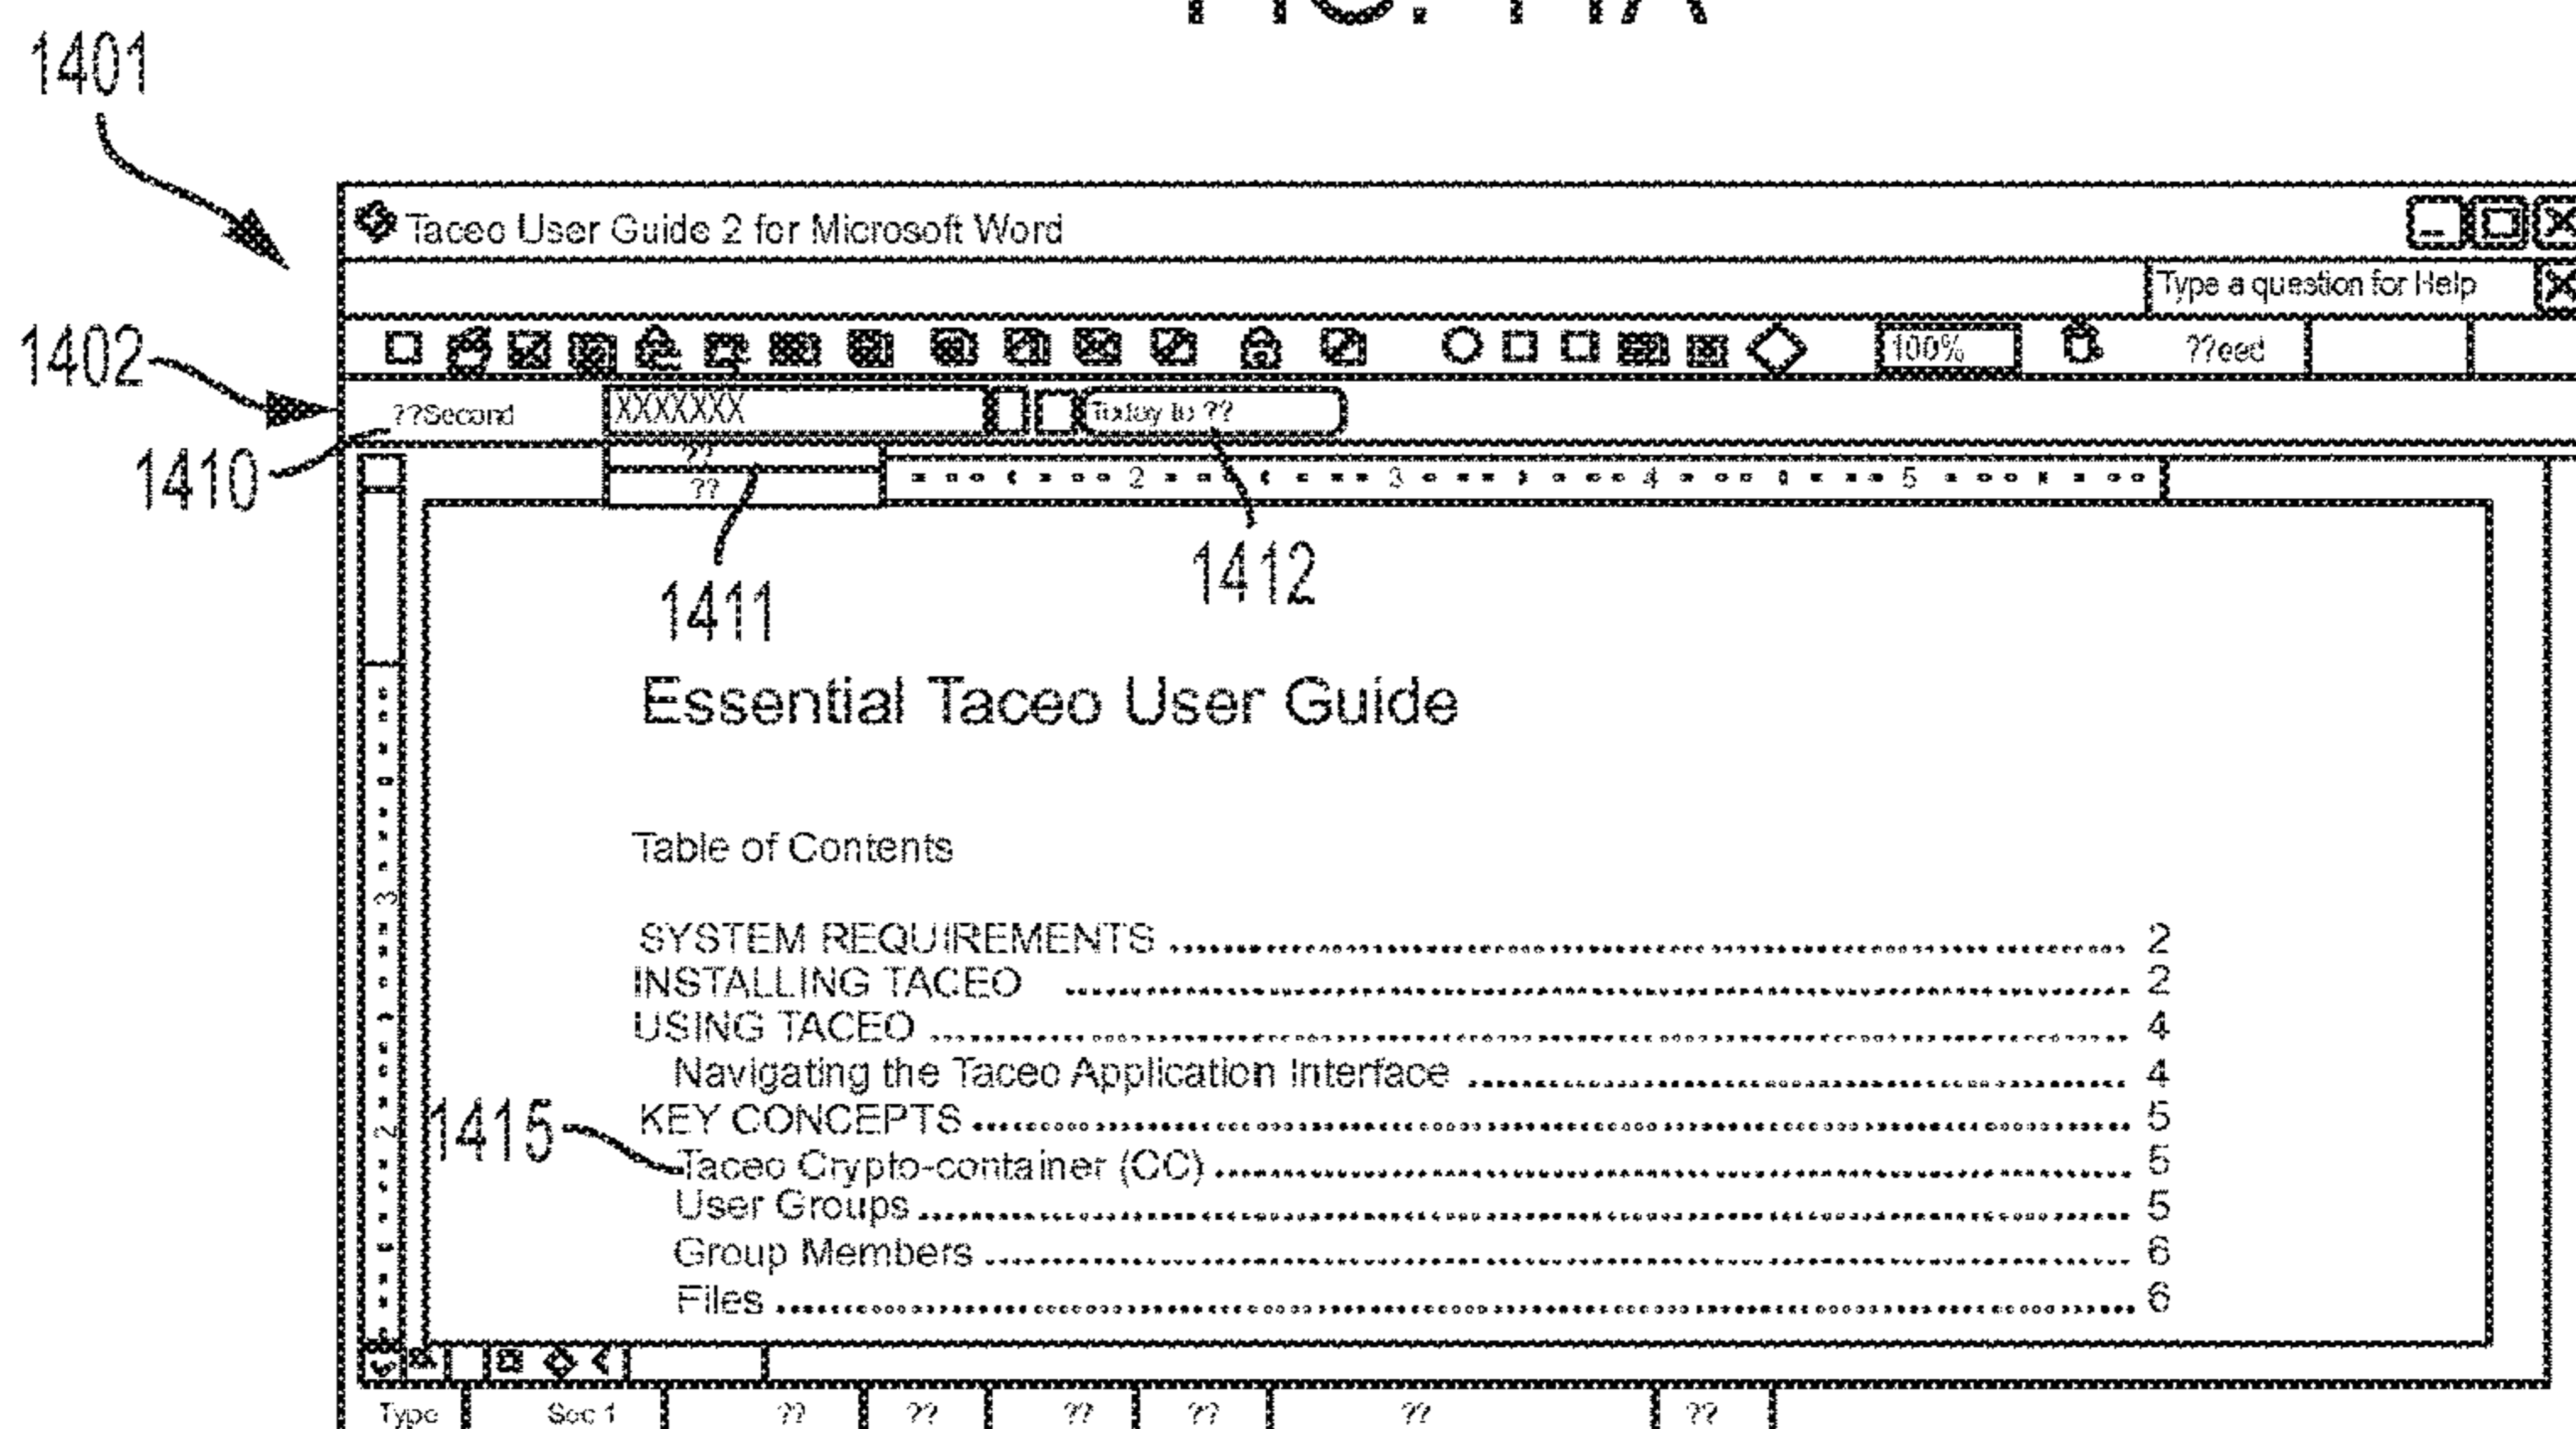 1401
Taceo User Guide 2 for Microsoft Word
Type a question for Help
1402
100% ??eed
??Second XXXXXXX Today to ??
1410
??
??
2 3 4 5
1411
1412
Essential Taceo User Guide
Table of Contents
3
SYSTEM REQUIREMENTS 2
INSTALLING TACEO 2
USING TACEO 4
Navigating the Taceo Application Interface 4
2
1415
KEY CONCEPTS 5
Taceo Crypto-container (CC) 5
User Groups 5
Group Members 6
Files 6
Type Sec 1 ?? ?? ?? ?? ?? ??